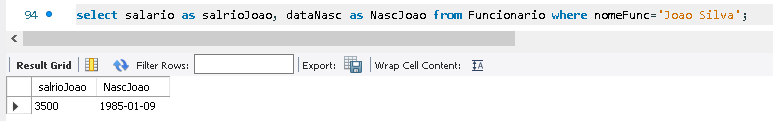 94 select salario as salrioJoao, dataNasc as NascJoao from Funcionario where nomeFunc='Joao Silva';
Result Grid Filter Rows: Export: Wrap Cell Content: IA
salrioJoao NascJoao
3500 1985-01-09